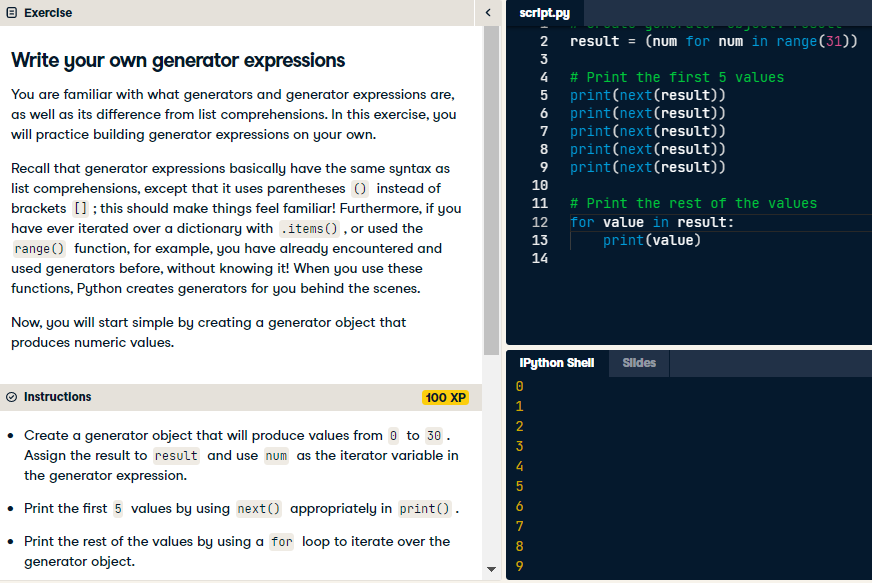 Exercise
Write your own generator expressions
You are familiar with what generators and generator expressions are,
as well as its difference from list comprehensions. In this exercise, you
will practice building generator expressions on your own.
Recall that generator expressions basically have the same syntax as
list comprehensions, except that it uses parentheses () instead of
brackets [] ; this should make things feel familiar! Furthermore, if you
have ever iterated over a dictionary with .items() , or used the
range() function, for example, you have already encountered and
used generators before, without knowing it! When you use these
functions, Python creates generators for you behind the scenes.
Now, you will start simple by creating a generator object that
produces numeric values.
Instructions
100 XP
Create a generator object that will produce values from 0 to 30 .
Assign the result to result and use num as the iterator variable in
the generator expression.
Print the first 5 values by using next() appropriately in print() .
Print the rest of the values by using a for loop to iterate over the
generator object.
script.py
1 # Create generator object: result
2 result = (num for num in range(31))
3
4 # Print the first 5 values
5 print(next(result))
6 print(next(result))
7 print(next(result))
8 print(next(result))
9 print(next(result))
10
11 # Print the rest of the values
12 for value in result:
13 print(value)
14
IPython Shell Slides
0
1
2
3
4
5
6
7
8
9